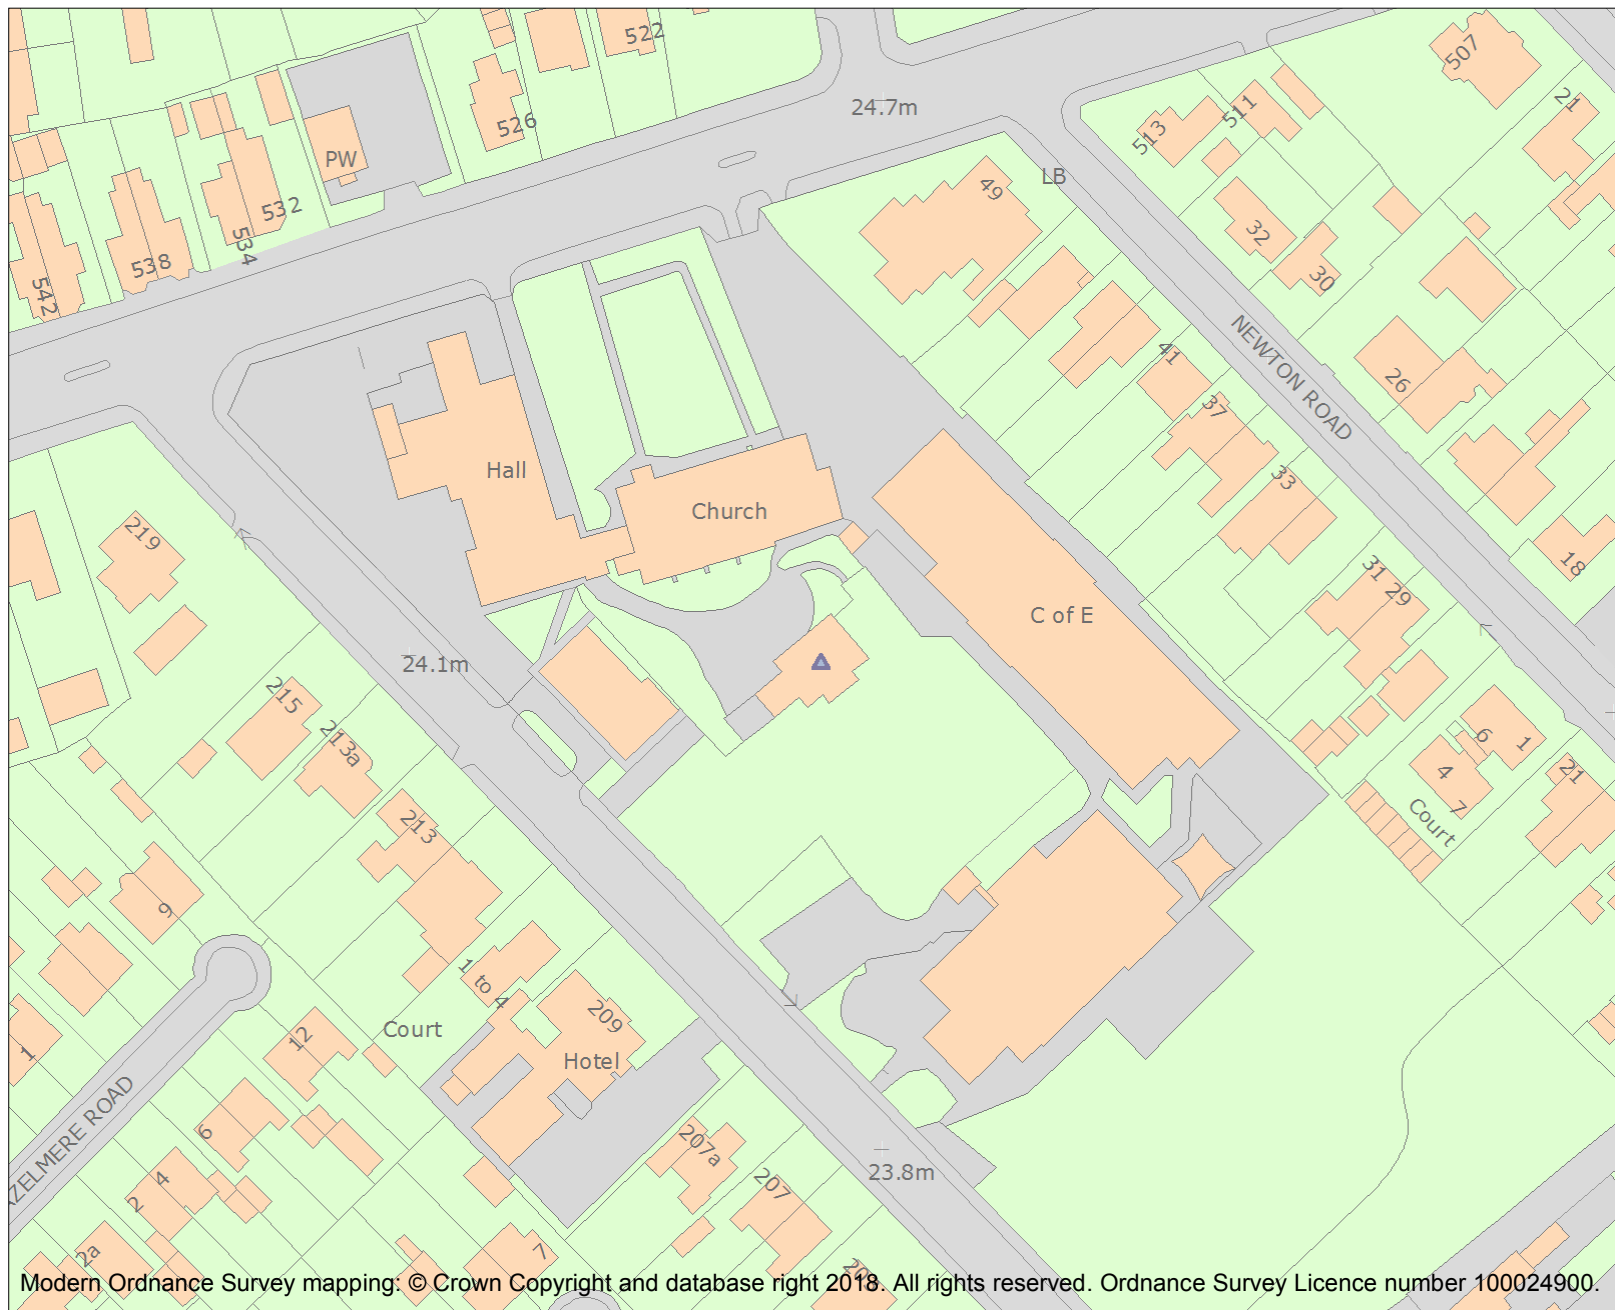 522
507
24.7m
21
526
511
513
PW
LB
49
532
32
534
538
30
542
NEWTON ROAD
41
26
37
Hall
33
Church
219
18
31
29
C of E
24.1m
215
213a
6
1
4
21
7
Court
213
9
1 to 4
209
Court
12
1
Hotel
AZELMERE ROAD
6
207a
23.8m
4
207
2
2a
7
Modern Ordnance Survey mapping: © Crown Copyright and database right 2018. All rights reserved. Ordnance Survey Licence number 100024900.